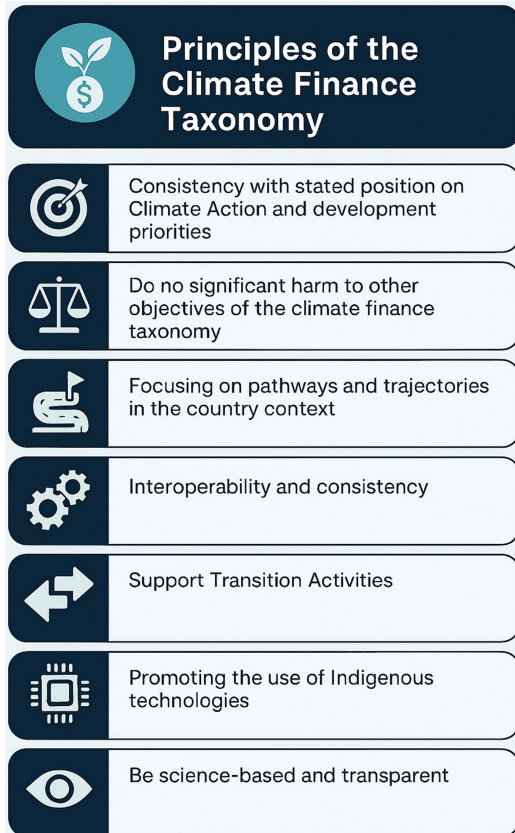 Principles of the
Climate Finance
Taxonomy
$
Consistency with stated position on
Climate Action and development
priorities
Do no significant harm to other
objectives of the climate finance
taxonomy
Focusing on pathways and trajectories
in the country context
Interoperability and consistency
Support Transition Activities
Promoting the use of Indigenous
technologies
Be science-based and transparent